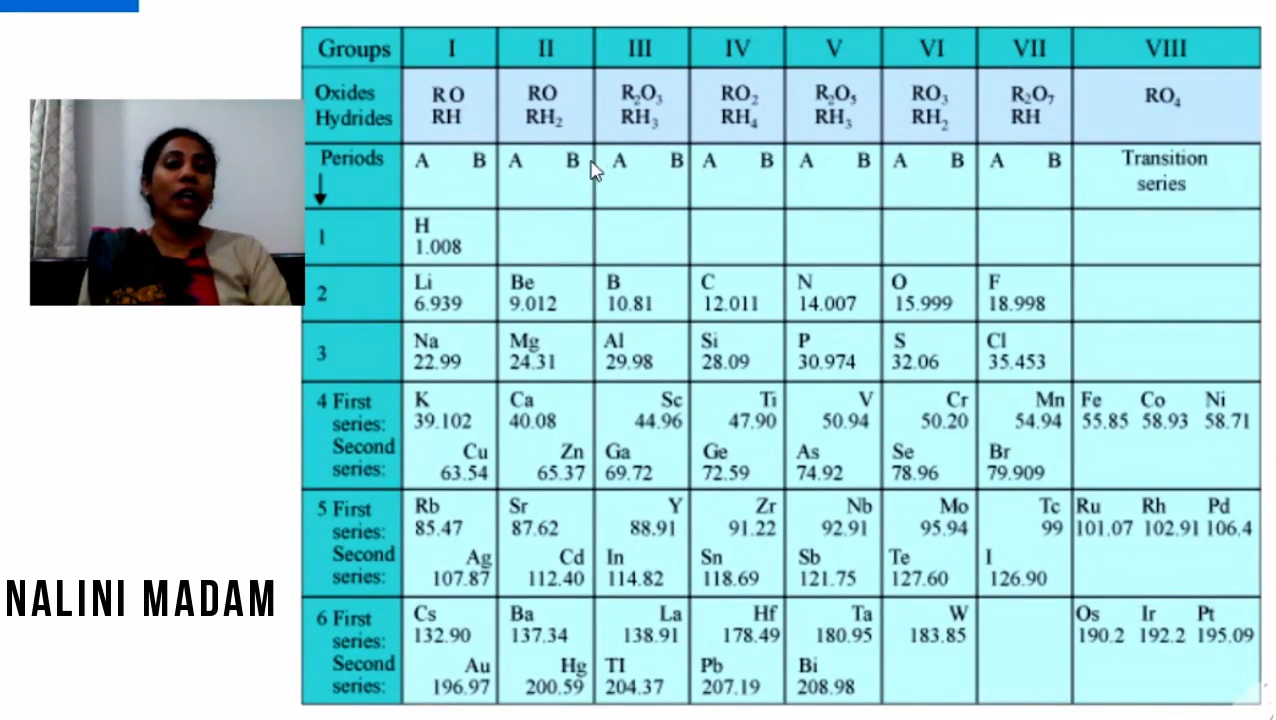 Groups I II III IV V VI VII VIII
Oxides RO RO R₂O₃ RO₂ R₂O₅ RO₃ R₂O₇ RO₄
Hydrides RH RH₂ RH₃ RH₄ RH₃ RH₂ RH
Periods A B A B A B A B A B A B A B Transition
series
1 H
1.008
2 Li Be B C N O F
6.939 9.012 10.81 12.011 14.007 15.999 18.998
3 Na Mg Al Si P S Cl
22.99 24.31 29.98 28.09 30.974 32.06 35.453
4 First K Ca Sc Ti V Cr Mn Fe Co Ni
series: 39.102 40.08 44.96 47.90 50.94 50.20 54.94 55.85 58.93 58.71
Second Cu Zn Ga Ge As Se Br
series: 63.54 65.37 69.72 72.59 74.92 78.96 79.909
5 First Rb Sr Y Zr Nb Mo Tc Ru Rh Pd
series: 85.47 87.62 88.91 91.22 92.91 95.94 99 101.07 102.91 106.4
Second Ag Cd In Sn Sb Te I
series: 107.87 112.40 114.82 118.69 121.75 127.60 126.90
6 First Cs Ba La Hf Ta W Os Ir Pt
series: 132.90 137.34 138.91 178.49 180.95 183.85 190.2 192.2 195.09
Second Au Hg TI Pb Bi
series: 196.97 200.59 204.37 207.19 208.98
NALINI MADAM